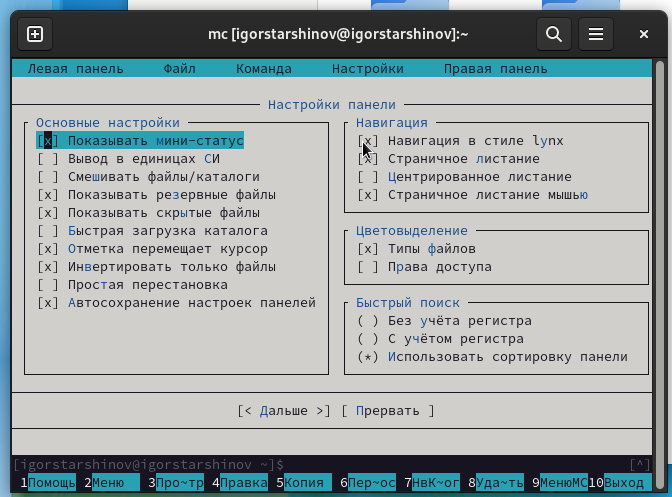 mc [igorstarshinov@igorstarshinov]:~
Левая панель Файл Команда Настройки Правая панель
Настройки панели
Основные настройки
[x] Показывать мини-статус
[ ] Вывод в единицах СИ
[ ] Смешивать файлы/каталоги
[x] Показывать резервные файлы
[x] Показывать скрытые файлы
[ ] Быстрая загрузка каталога
[x] Отметка перемещает курсор
[x] Инвертировать только файлы
[ ] Простая перестановка
[x] Автосохранение настроек панелей
Навигация
[x] Навигация в стиле lynx
[x] Страничное листание
[ ] Центрированное листание
[x] Страничное листание мышью
Цветовыделение
[x] Типы файлов
[ ] Права доступа
Быстрый поиск
( ) Без учёта регистра
( ) С учётом регистра
(*) Использовать сортировку панели
[< Дальше >] [ Прервать ]
[igorstarshinov@igorstarshinov ~]$ [^]
1Помощь 2Меню 3Про~тр 4Правка 5Копия 6Пер~ос 7НвК~ог 8Уда~ть 9МенюМС 10Выход